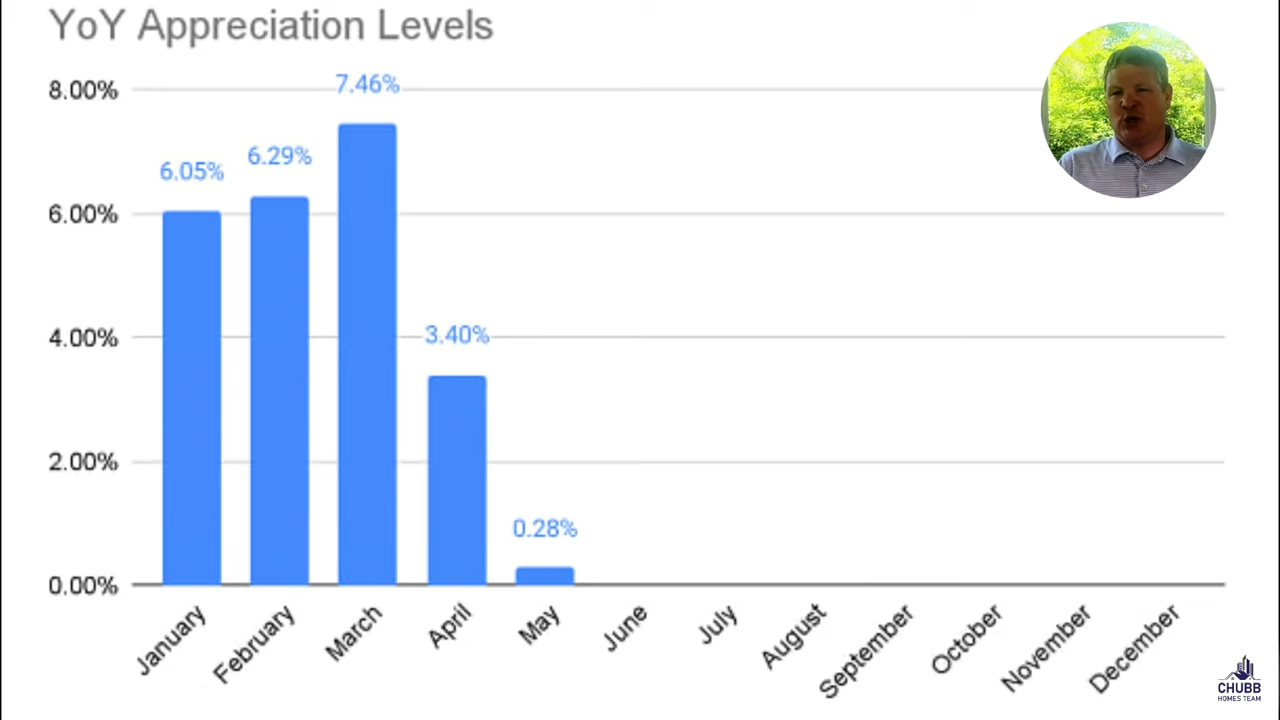 YoY Appreciation Levels
8.00%
6.00%
4.00%
2.00%
0.00%
6.05%
6.29%
7.46%
3.40%
0.28%
January
February
March
April
May
June
July
August
September
October
November
December
CHUBB
HOMES TEAM